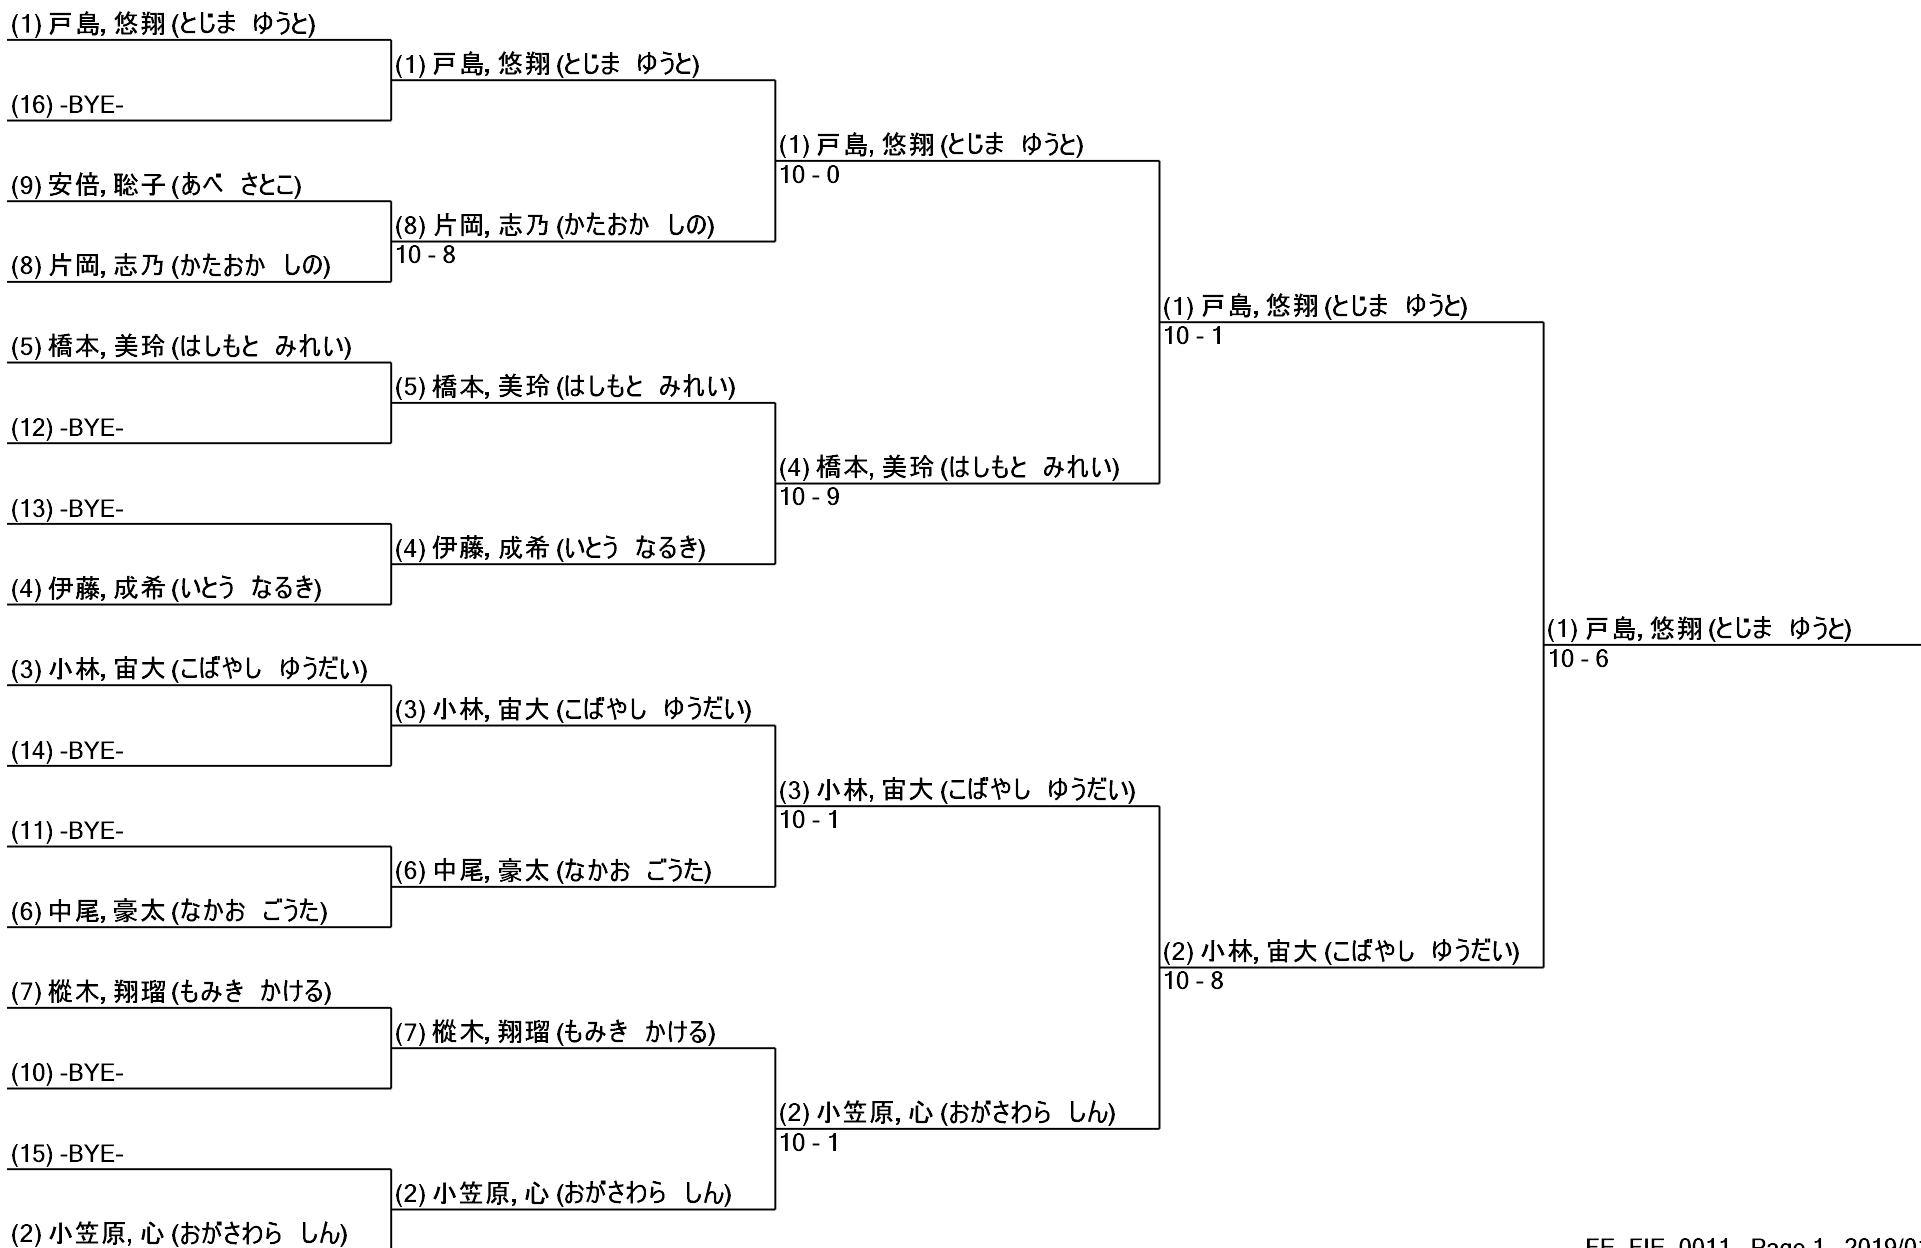 (1) 戸島, 悠翔 (とじま　ゆうと)
(16) -BYE-
(9) 安倍, 聡子 (あべ　さとこ)
(8) 片岡, 志乃 (かたおか　しの)
(5) 橋本, 美玲 (はしもと　みれい)
(12) -BYE-
(13) -BYE-
(4) 伊藤, 成希 (いとう　なるき)
(3) 小林, 宙大 (こばやし　ゆうだい)
(14) -BYE-
(11) -BYE-
(6) 中尾, 豪太 (なかお　ごうた)
(7) 樅木, 翔瑠 (もみき　かける)
(10) -BYE-
(15) -BYE-
(2) 小笠原, 心 (おがさわら　しん)
(1) 戸島, 悠翔 (とじま　ゆうと)
(8) 片岡, 志乃 (かたおか　しの)
10 - 8
(5) 橋本, 美玲 (はしもと　みれい)
(4) 伊藤, 成希 (いとう　なるき)
(3) 小林, 宙大 (こばやし　ゆうだい)
(6) 中尾, 豪太 (なかお　ごうた)
(7) 樅木, 翔瑠 (もみき　かける)
(2) 小笠原, 心 (おがさわら　しん)
(1) 戸島, 悠翔 (とじま　ゆうと)
10 - 0
(4) 橋本, 美玲 (はしもと　みれい)
10 - 9
(3) 小林, 宙大 (こばやし　ゆうだい)
10 - 1
(2) 小笠原, 心 (おがさわら　しん)
10 - 1
(1) 戸島, 悠翔 (とじま　ゆうと)
10 - 1
(2) 小林, 宙大 (こばやし　ゆうだい)
10 - 8
(1) 戸島, 悠翔 (とじま　ゆうと)
10 - 6
Page 1